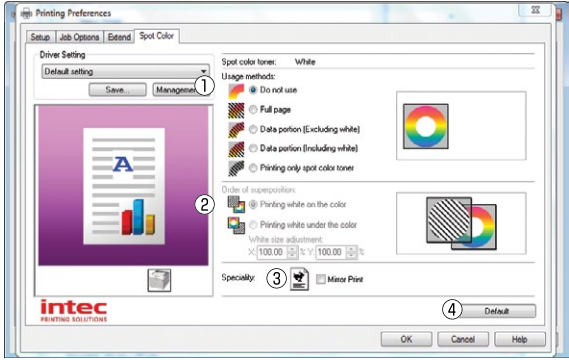 Printing Preferences
Setup Job Options Extend Spot Color
Driver Setting
Default setting
Save... Managemen
①
Spot color toner: White
Usage methods:
Do not use
Full page
Data portion (Excluding white)
Data portion (Including white)
Printing only spot color toner
A
②
Order of superposition:
Printing white on the color
Printing white under the color
White size adjustment:
X: 100.00 % Y: 100.00 %
Speciality: ③ Mirror Print
intec
PRINTING SOLUTIONS
④ Default
OK Cancel Help